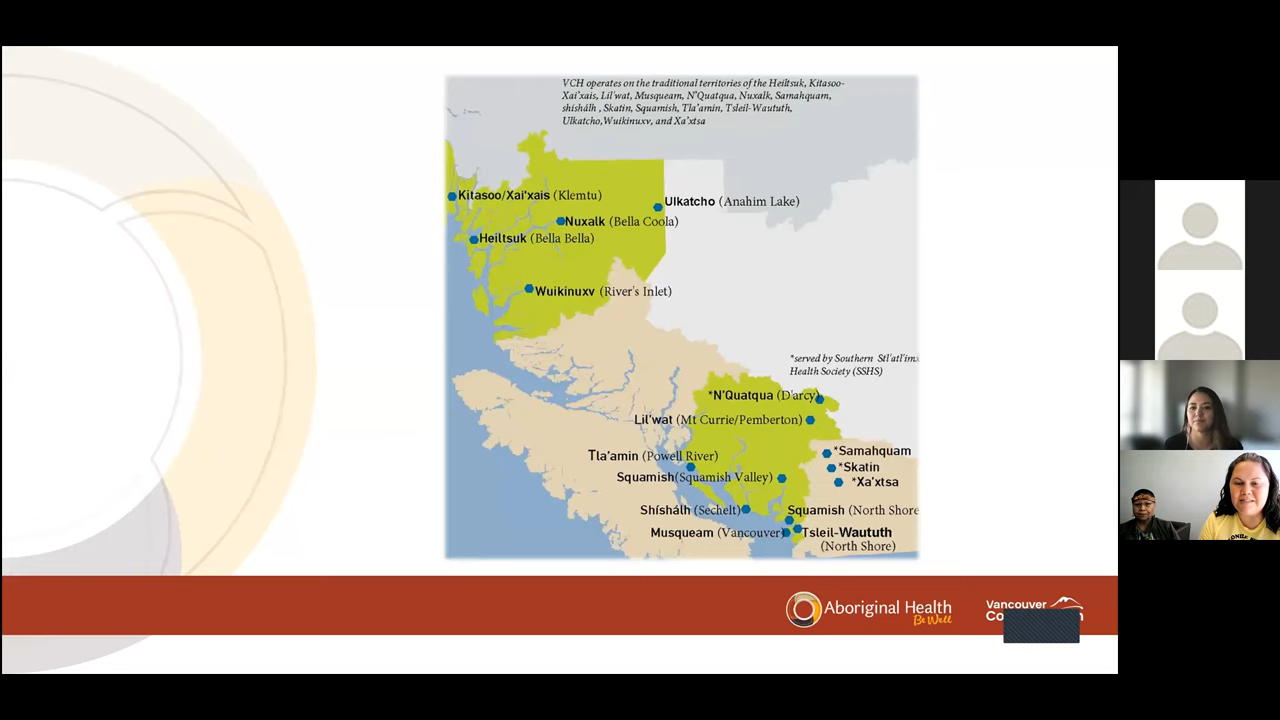 VCH operates on the traditional territories of the Heiltsuk, Kitasoo-
Xai'xais, Lil'wat, Musqueam, N'Quatqua, Nuxalk, Samahquam,
shishálh , Skatin, Squamish, Tla'amin, Tsleil-Waututh,
Ulkatcho,Wuikinuxv, and Xa'xtsa
Kitasoo/Xai'xais (Klemtu)
Ulkatcho (Anahim Lake)
Nuxalk (Bella Coola)
Heiltsuk (Bella Bella)
Wuikinuxv (River's Inlet)
*served by Southern Stl'atl'imx
Health Society (SSHS)
*N'Quatqua (D'arcy)
Lil'wat (Mt Currie/Pemberton)
*Samahquam
Tla'amin (Powell River)
*Skatin
Squamish(Squamish Valley)
*Xa'xtsa
Shíshálh (Sechelt)
Squamish (North Shore
Musqueam (Vancouver)
Tsleil-Waututh
(North Shore)
Aboriginal Health
Be Well
Vancouver